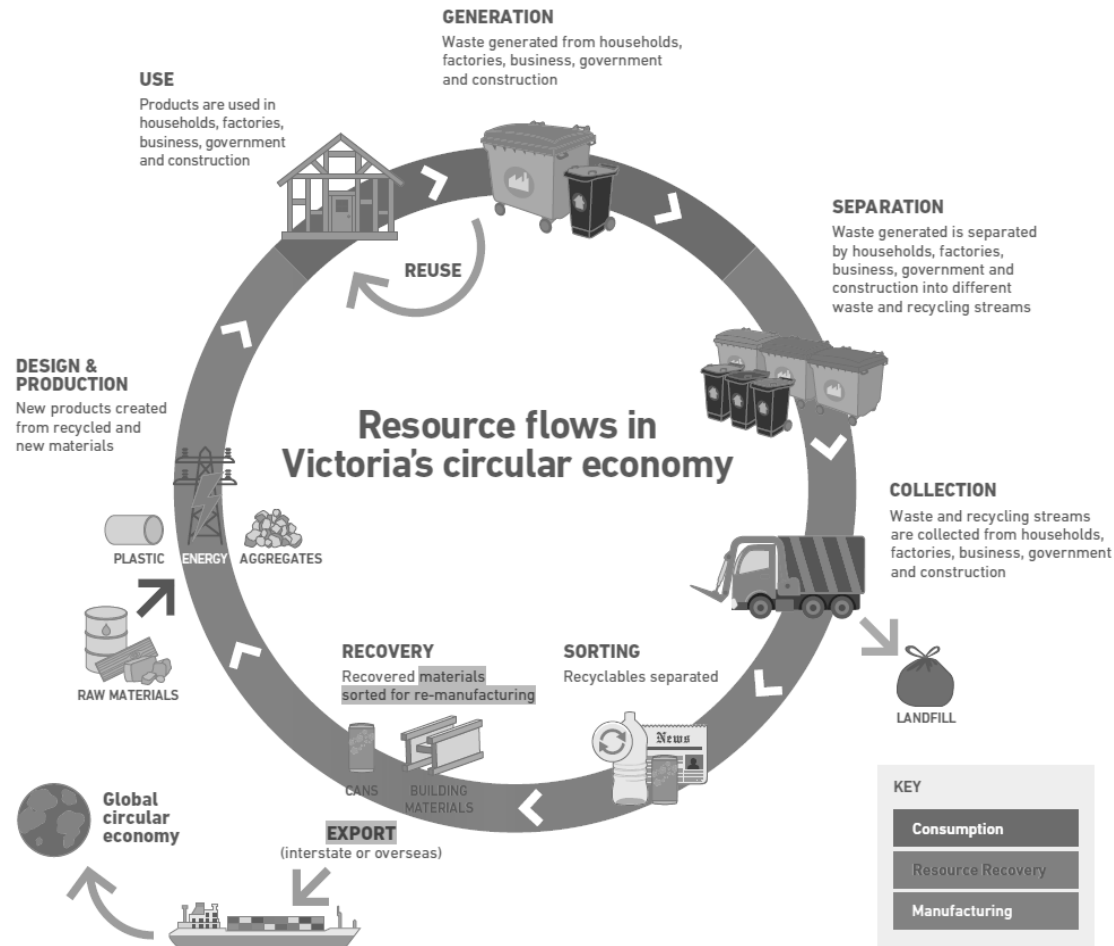 GENERATION
Waste generated from households,
factories, business, government
and construction
USE
Products are used in
households, factories,
business, government
and construction
SEPARATION
Waste generated is separated
by households, factories,
business, government and
construction into different
waste and recycling streams
REUSE
DESIGN &
PRODUCTION
New products created
from recycled and
new materials
Resource flows in
Victoria's circular economy
COLLECTION
Waste and recycling streams
are collected from households,
factories, business, government
and construction
PLASTIC
ENERGY
AGGREGATES
RAW MATERIALS
RECOVERY
Recovered materials
sorted for re-manufacturing
SORTING
Recyclables separated
News
LANDFILL
CANS
BUILDING
MATERIALS
Global
circular
economy
EXPORT
(interstate or overseas)
KEY
Consumption
Resource Recovery
Manufacturing